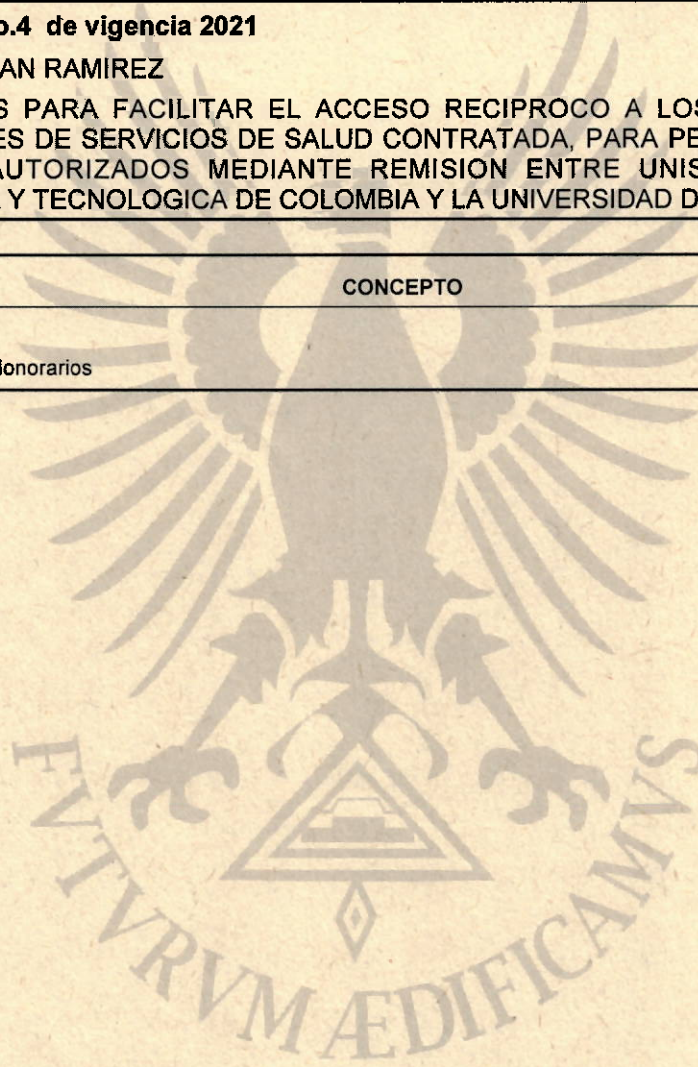 o.4 de vigencia 2021
AN RAMIREZ
S PARA FACILITAR EL ACCESO RECIPROCO A LOS
ES DE SERVICIOS DE SALUD CONTRATADA, PARA PE
AUTORIZADOS MEDIANTE REMISION ENTRE UNIS
A Y TECNOLOGICA DE COLOMBIA Y LA UNIVERSIDAD D
CONCEPTO
Honorarios
FVTVRVM ÆDIFICAMVS